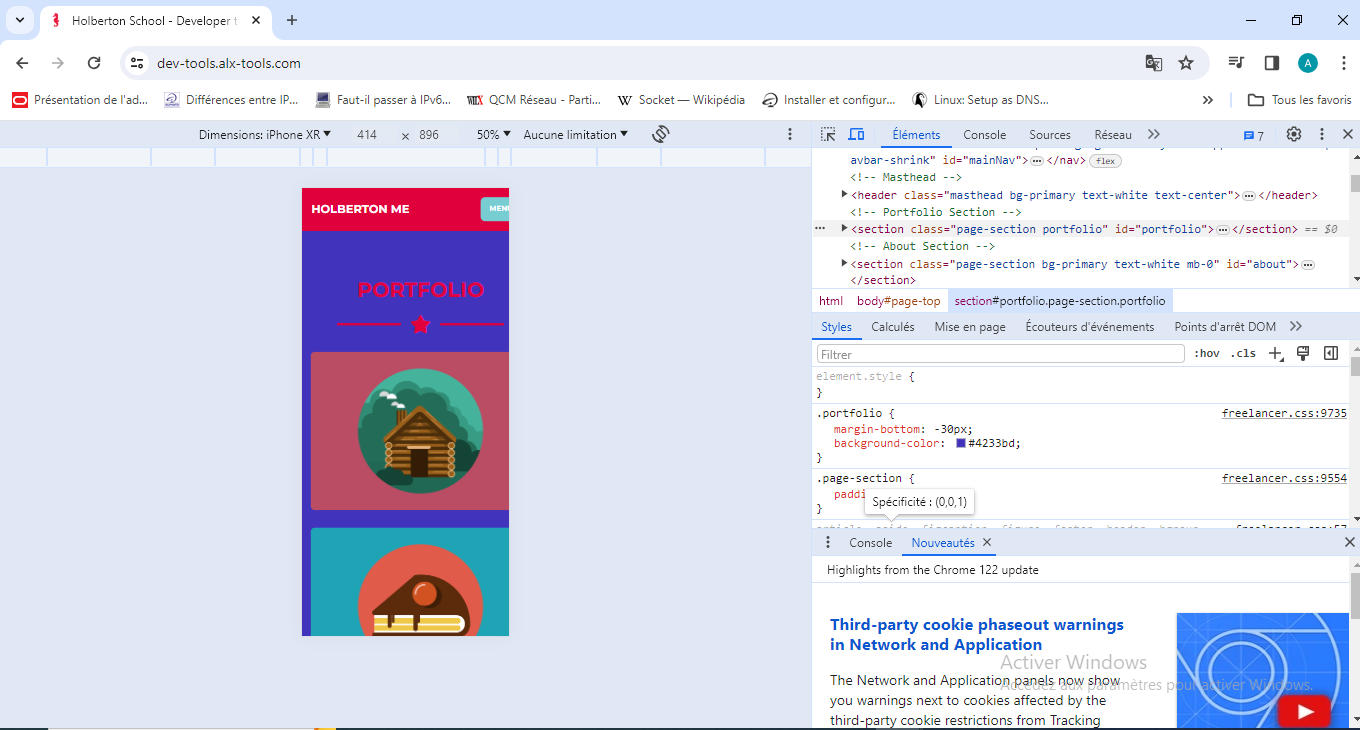 Holberton School - Developer t
dev-tools.alx-tools.com
A
Présentation de l'ad...
Différences entre IP...
Faut-il passer à IPv6...
QCM Réseau - Parti...
W Socket — Wikipédia
Installer et configur...
Linux: Setup as DNS...
Tous les favoris
Dimensions: iPhone XR 414 × 896 50% Aucune limitation
Éléments Console Sources Réseau 7
HOLBERTON ME
MENU
PORTFOLIO
avbar-shrink" id="mainNav"> … </nav> flex
<!-- Masthead -->
<header class="masthead bg-primary text-white text-center"> … </header>
<!-- Portfolio Section -->
… <section class="page-section portfolio" id="portfolio"> … </section> == $0
<!-- About Section -->
<section class="page-section bg-primary text-white mb-0" id="about"> …
</section>
html body#page-top section#portfolio.page-section.portfolio
Styles Calculés Mise en page Écouteurs d'événements Points d'arrêt DOM
Filtrer :hov .cls
element.style {
}
.portfolio { freelancer.css:9735
margin-bottom: -30px;
background-color: #4233bd;
}
.page-section { freelancer.css:9554
paddi
Spécificité : (0,0,1)
}
Console Nouveautés
Highlights from the Chrome 122 update
Third-party cookie phaseout warnings
in Network and Application
The Network and Application panels now show
you warnings next to cookies affected by the
third-party cookie restrictions from Tracking
Activer Windows
Accédez aux paramètres pour activer Windows.